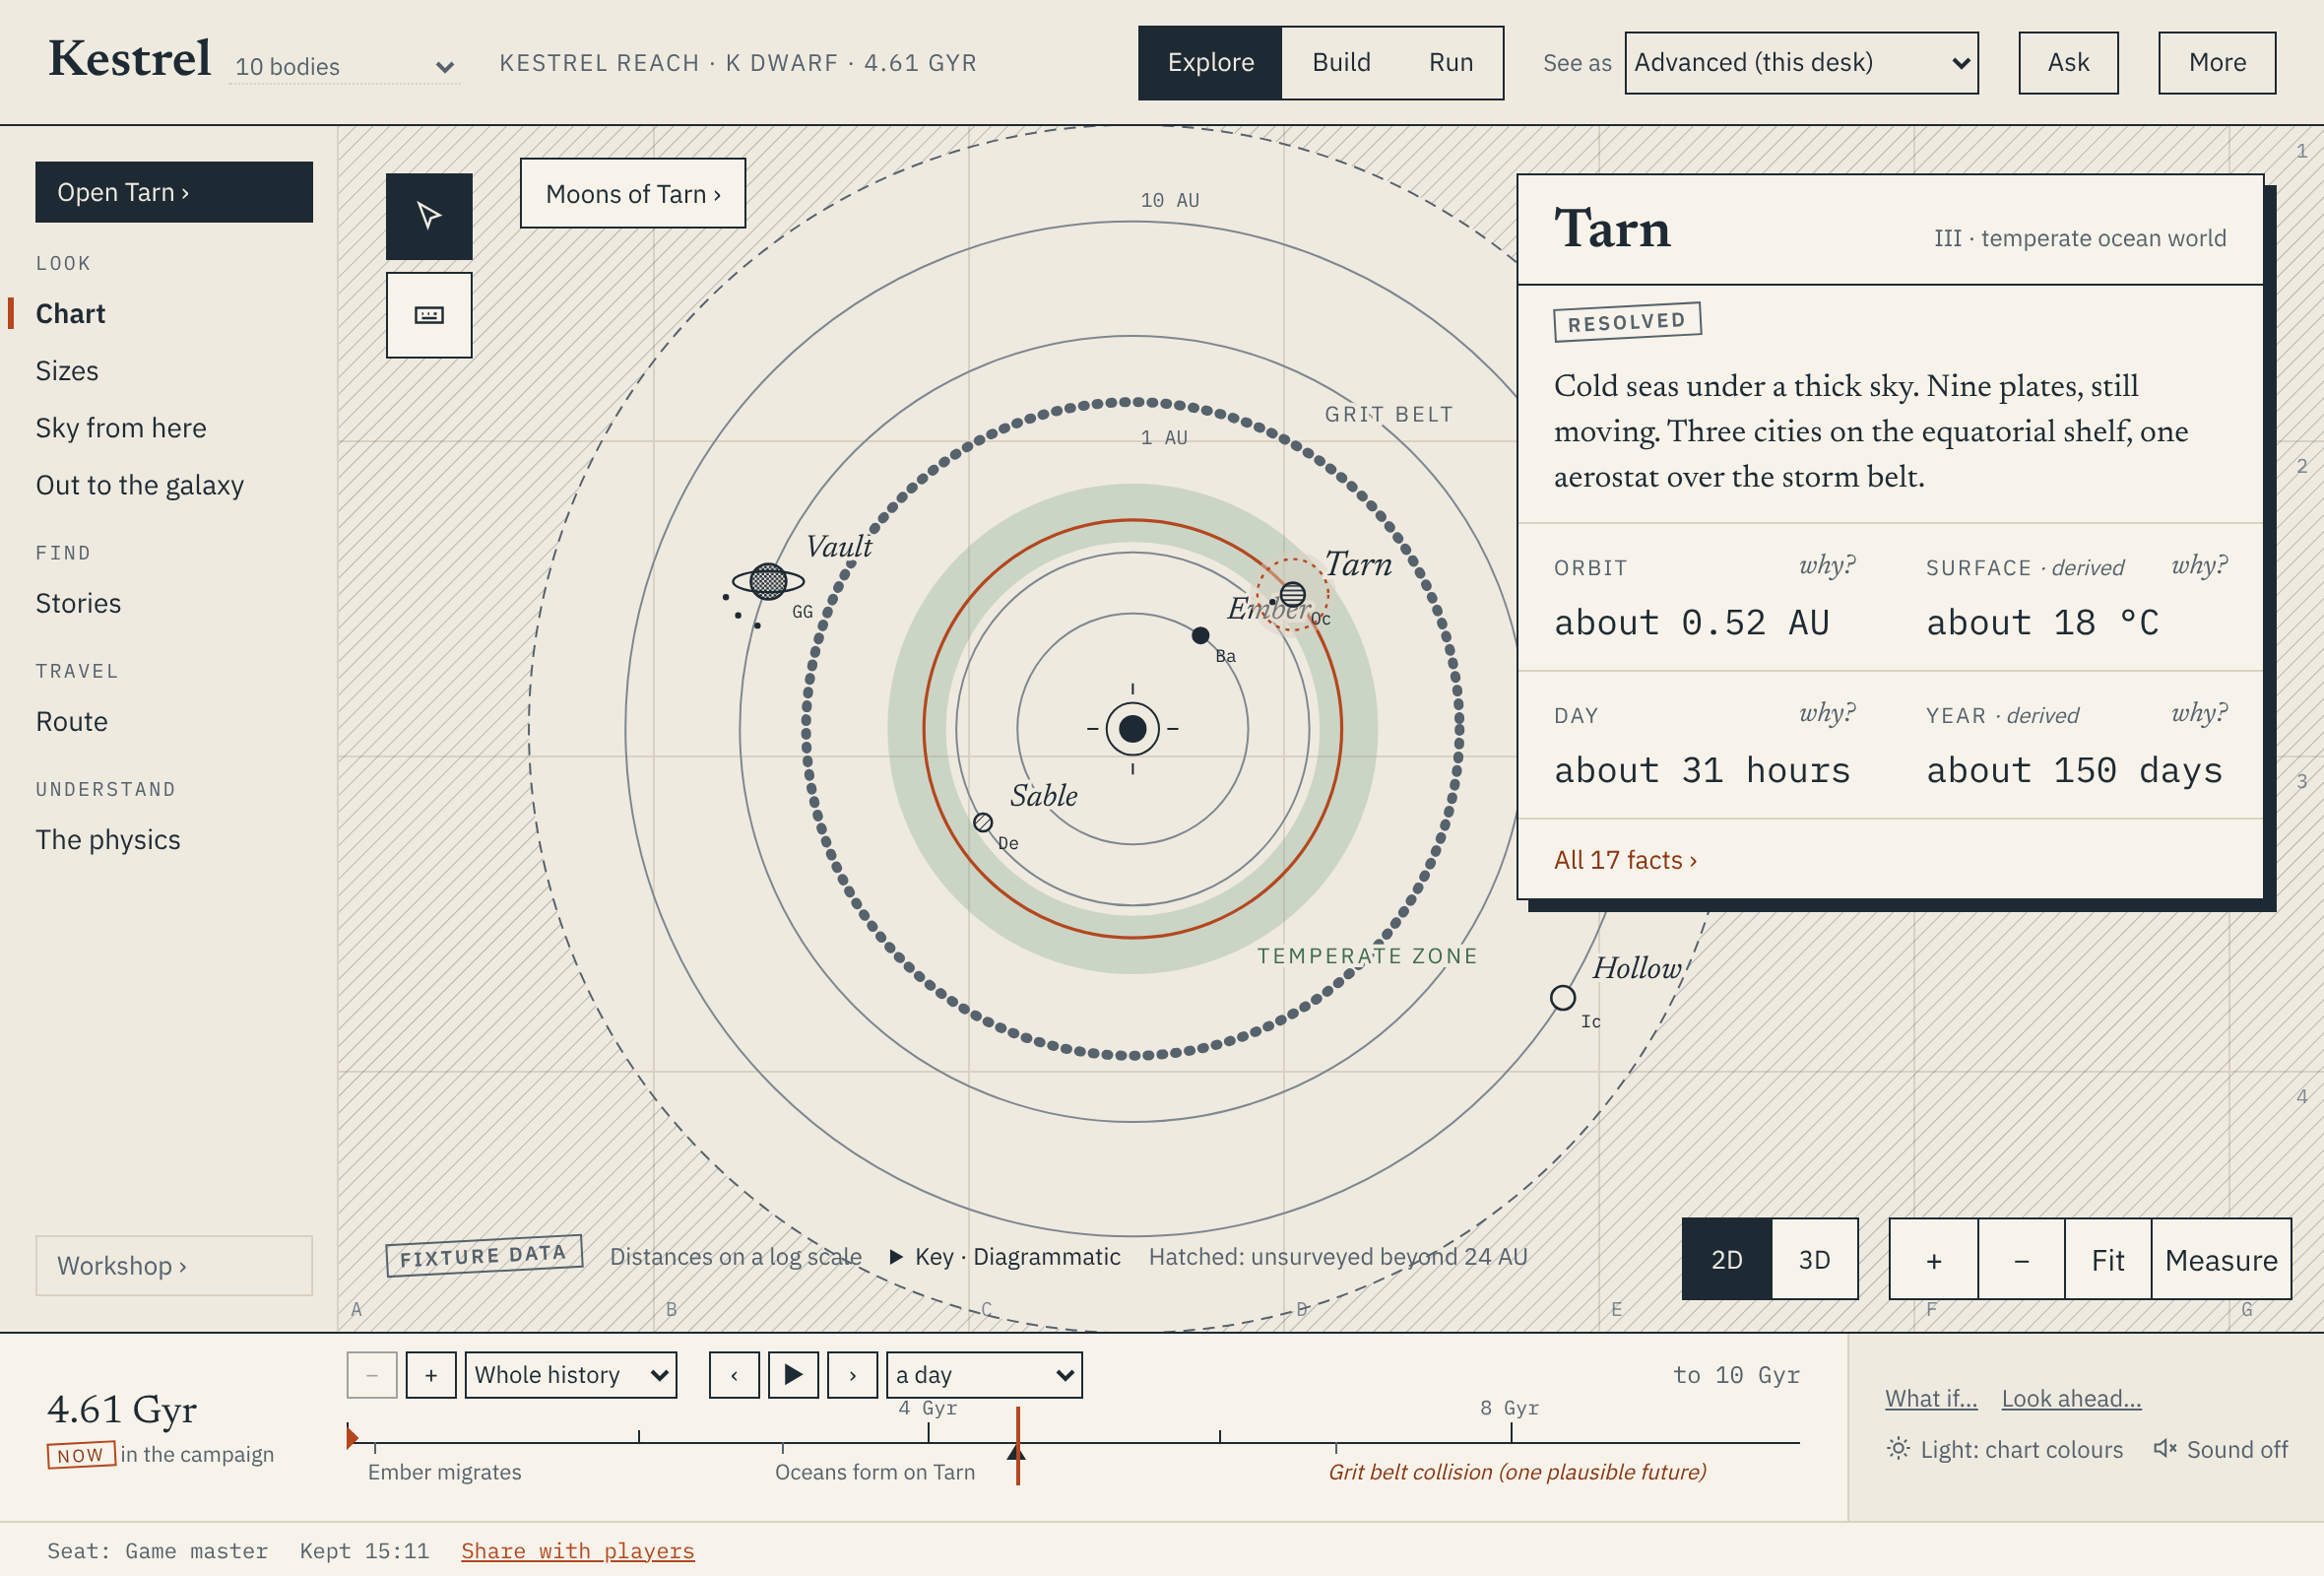 Kestrel 10 bodies KESTREL REACH · K DWARF · 4.61 GYR Explore Build Run See as Advanced (this desk) Ask More
Open Tarn ›
LOOK
Chart
Sizes
Sky from here
Out to the galaxy
FIND
Stories
TRAVEL
Route
UNDERSTAND
The physics
Workshop ›
Moons of Tarn ›
10 AU
GRIT BELT
1 AU
Vault
GG
Tarn
Ember
Oc
Ba
Sable
De
TEMPERATE ZONE
Hollow
Ic
1
2
3
4
Tarn III · temperate ocean world
RESOLVED
Cold seas under a thick sky. Nine plates, still
moving. Three cities on the equatorial shelf, one
aerostat over the storm belt.
ORBIT why? SURFACE · derived why?
about 0.52 AU about 18 °C
DAY why? YEAR · derived why?
about 31 hours about 150 days
All 17 facts ›
FIXTURE DATA Distances on a log scale Key · Diagrammatic Hatched: unsurveyed beyond 24 AU
2D 3D + − Fit Measure
A B C D E F G
− + Whole history ‹ › a day to 10 Gyr
4.61 Gyr
NOW in the campaign
4 Gyr 8 Gyr
Ember migrates Oceans form on Tarn Grit belt collision (one plausible future)
What if... Look ahead...
Light: chart colours Sound off
Seat: Game master Kept 15:11 Share with players